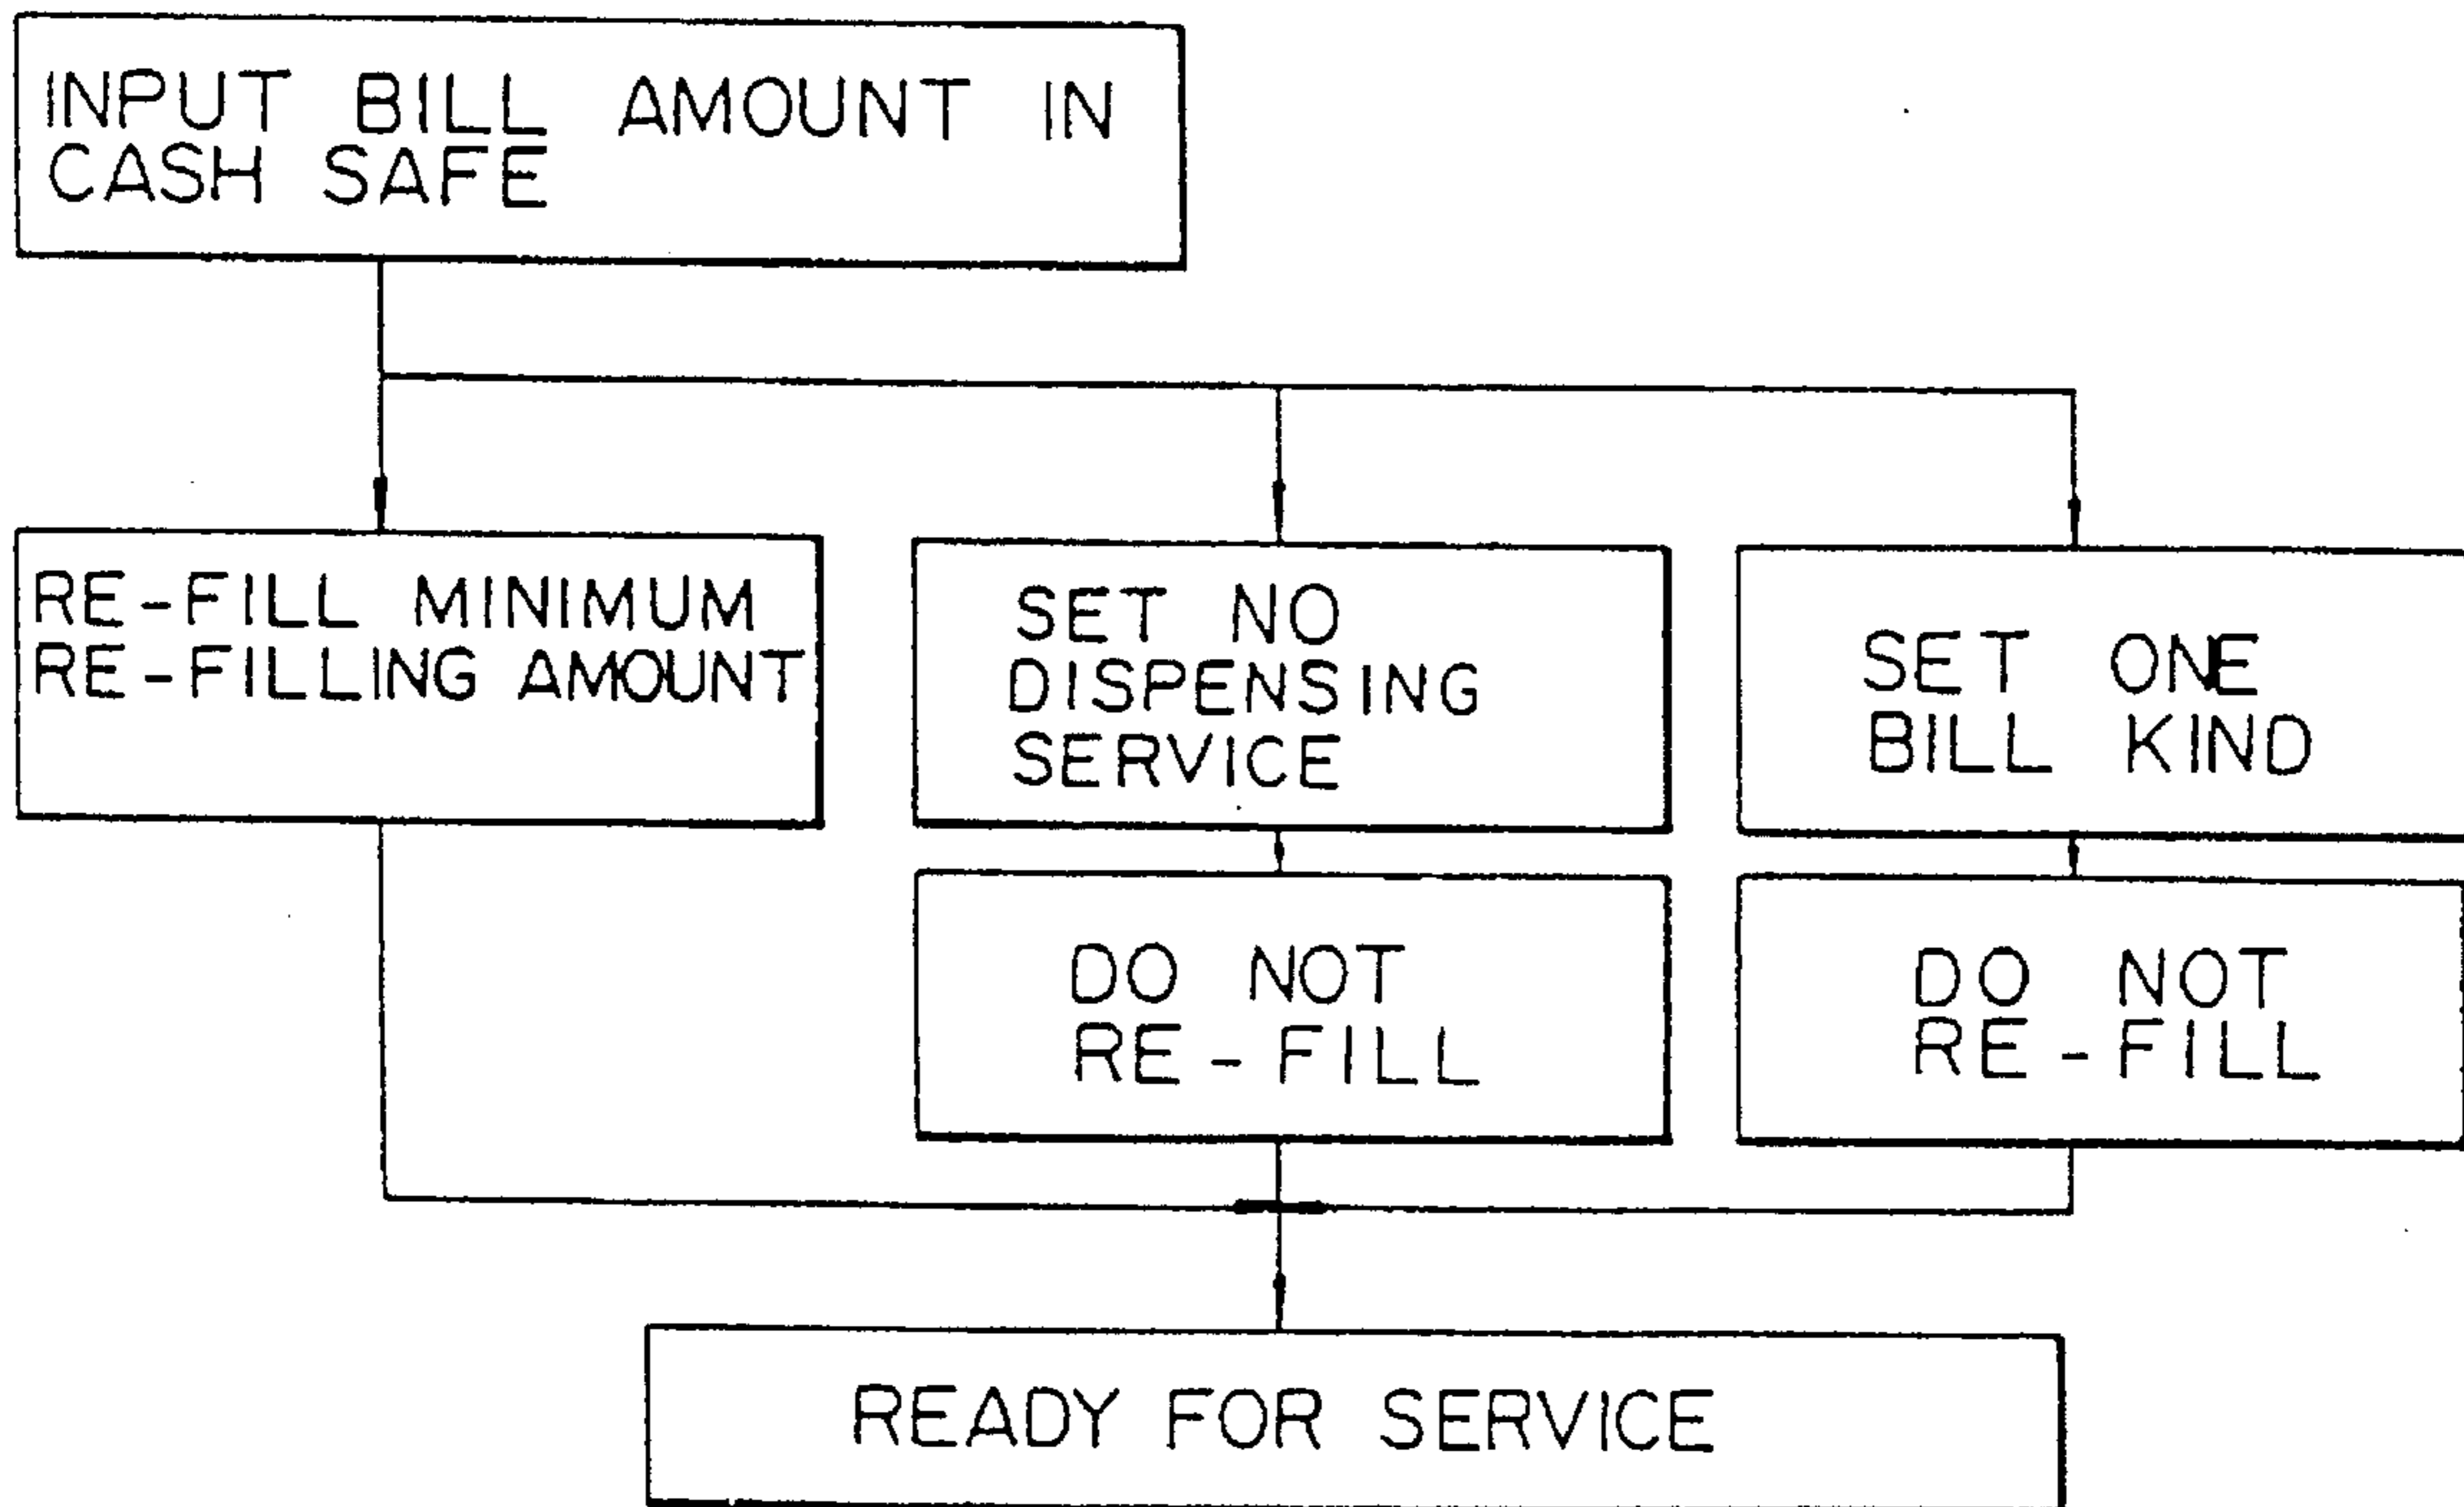 INPUT BILL AMOUNT IN
CASH SAFE
RE-FILL MINIMUM
RE-FILLING AMOUNT
SET NO
DISPENSING
SERVICE
SET ONE
BILL KIND
DO NOT
RE-FILL
DO NOT
RE-FILL
READY FOR SERVICE